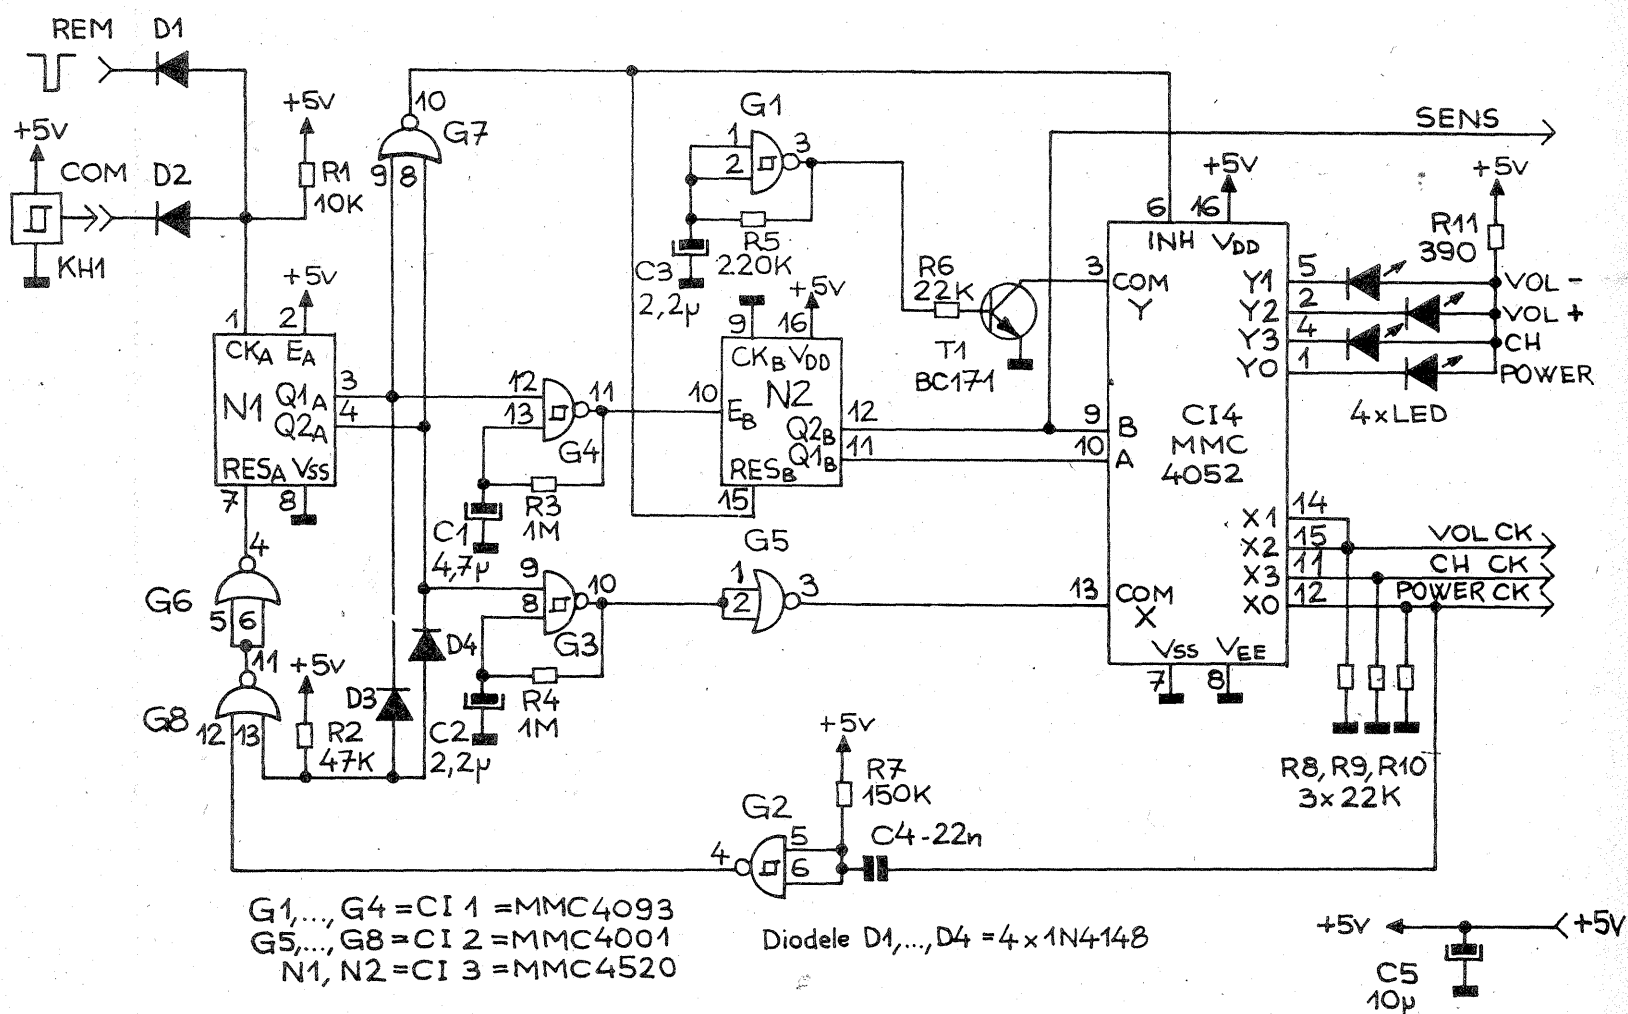 REM D1
+5V
+5V
COM D2
R1
10K
KH1
+5V
1 2
CKA EA
N1
Q1A 3
Q2A 4
RESA VSS
7 8
4
G6
5 6
11
+5V
G8
12 13
R2
47K
D3
D4
10
G7
9 8
12 11
13
G4
R3
1M
C1
4,7µ
9 10
8
G3
R4
1M
C2
2,2µ
G1
1
2
3
R5
220K
C3
2,2µ
+5V
9 16
CKB VDD
N2
10 EB
Q2B 12
Q1B 11
RESB
15
G5
1
2
3
R6
22K
T1
BC171
SENS
+5V
6 16
INH VDD
3 COM
Y
9 B
10 A
CI4
MMC
4052
13 COM
X
VSS VEE
7 8
Y1 5
Y2 2
Y3 4
Y0 1
+5V
R11
390
VOL -
VOL +
CH
POWER
4xLED
X1 14
X2 15
X3 11
X0 12
VOL CK
CH CK
POWER CK
R8, R9, R10
3x22K
+5V
R7
150K
G2
C4-22n
4
5
6
G1,...,G4=CI 1 =MMC4093
G5,...,G8=CI 2 =MMC4001
N1, N2=CI 3 =MMC4520
Diodele D1,...,D4 =4x1N4148
+5V +5V
C5
10µ